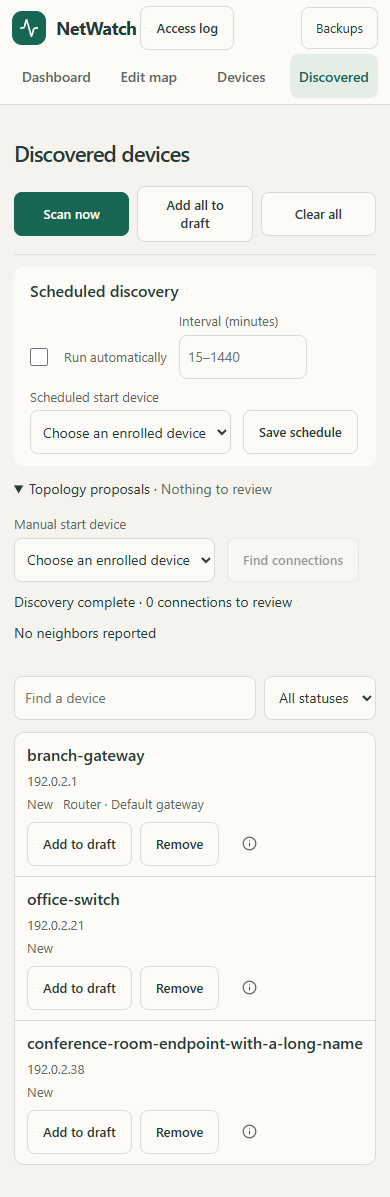 NetWatch
Access log
Backups
Dashboard
Edit map
Devices
Discovered
Discovered devices
Scan now
Add all to
draft
Clear all
Scheduled discovery
Interval (minutes)
Run automatically
15–1440
Scheduled start device
Choose an enrolled device
Save schedule
Topology proposals · Nothing to review
Manual start device
Choose an enrolled device
Find connections
Discovery complete · 0 connections to review
No neighbors reported
Find a device
All statuses
branch-gateway
192.0.2.1
New Router · Default gateway
Add to draft
Remove
office-switch
192.0.2.21
New
Add to draft
Remove
conference-room-endpoint-with-a-long-name
192.0.2.38
New
Add to draft
Remove